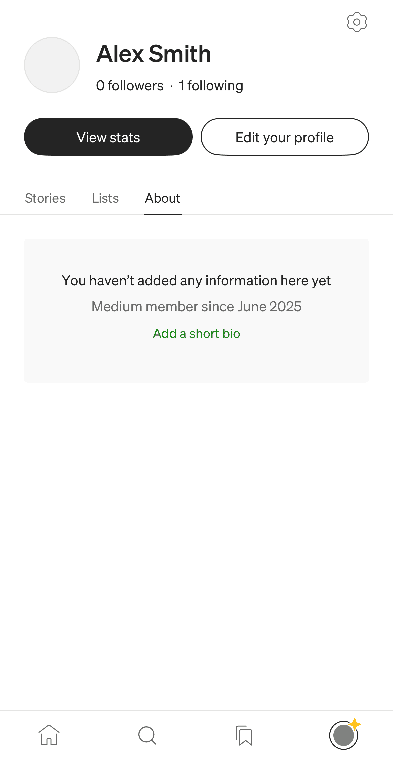 Alex Smith
0 followers · 1 following
View stats
Edit your profile
Stories
Lists
About
You haven’t added any information here yet
Medium member since June 2025
Add a short bio